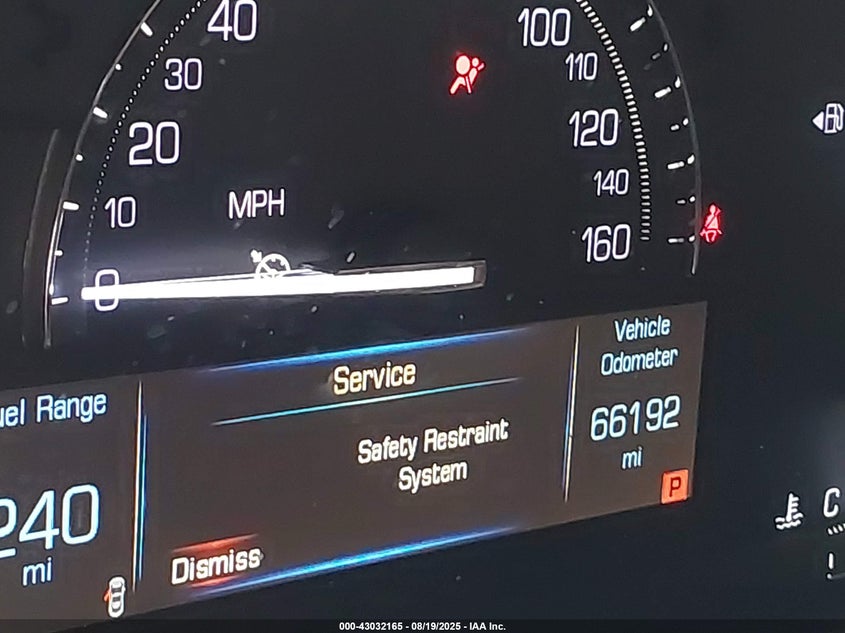 40
100
30
110
20
120
140
10
MPH
160
0
Vehicle
Odometer
Service
uel Range
66192
mi
Safety Restraint
System
P
240
mi
C
Dismiss
000-43032165 - 08/19/2025 - IAA Inc.